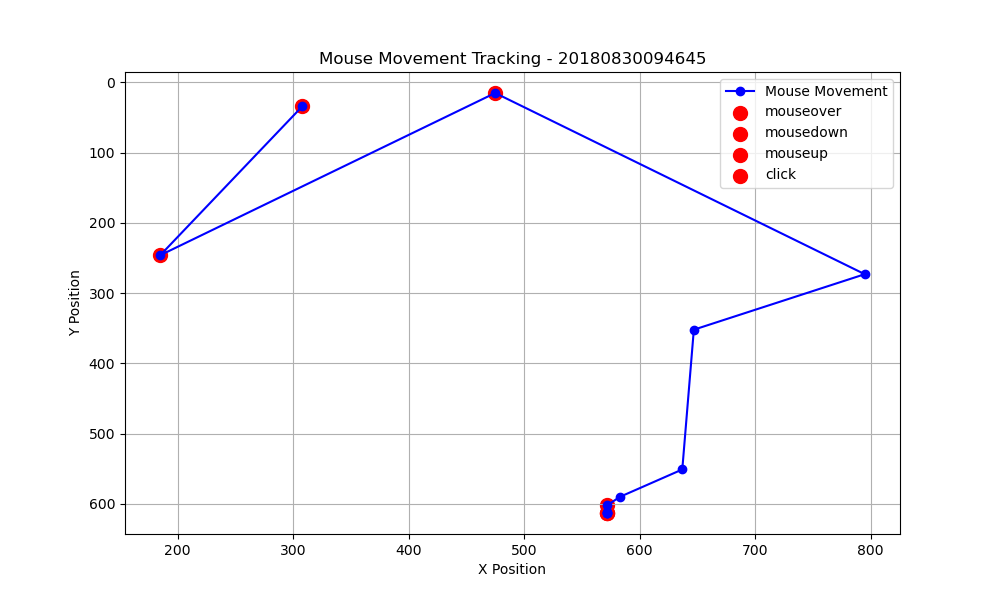 Mouse Movement Tracking - 20180830094645
Mouse Movement
mouseover
mousedown
mouseup
click
0
100
200
300
400
500
600
Y Position
200 300 400 500 600 700 800
X Position